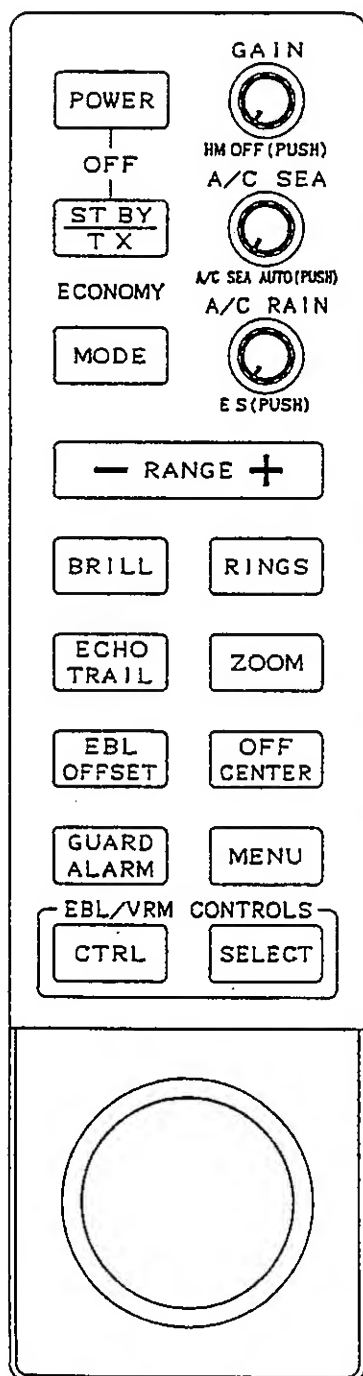 GAIN
POWER
HM OFF(PUSH)
OFF
A/C SEA
ST BY
TX
A/C SEA AUTO(PUSH)
ECONOMY
A/C RAIN
MODE
ES(PUSH)
− RANGE +
BRILL
RINGS
ECHO
TRAIL
ZOOM
EBL
OFFSET
OFF
CENTER
GUARD
ALARM
MENU
EBL/VRM CONTROLS
CTRL
SELECT